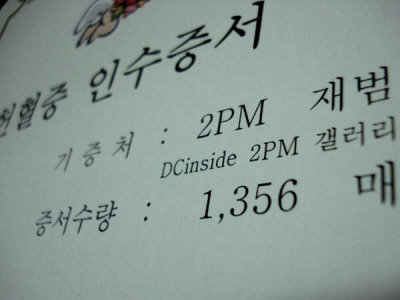 헌혈증 인수증서
기 증 처 : 2PM 재범
DCinside 2PM 갤러리
증서수량 : 1,356 매